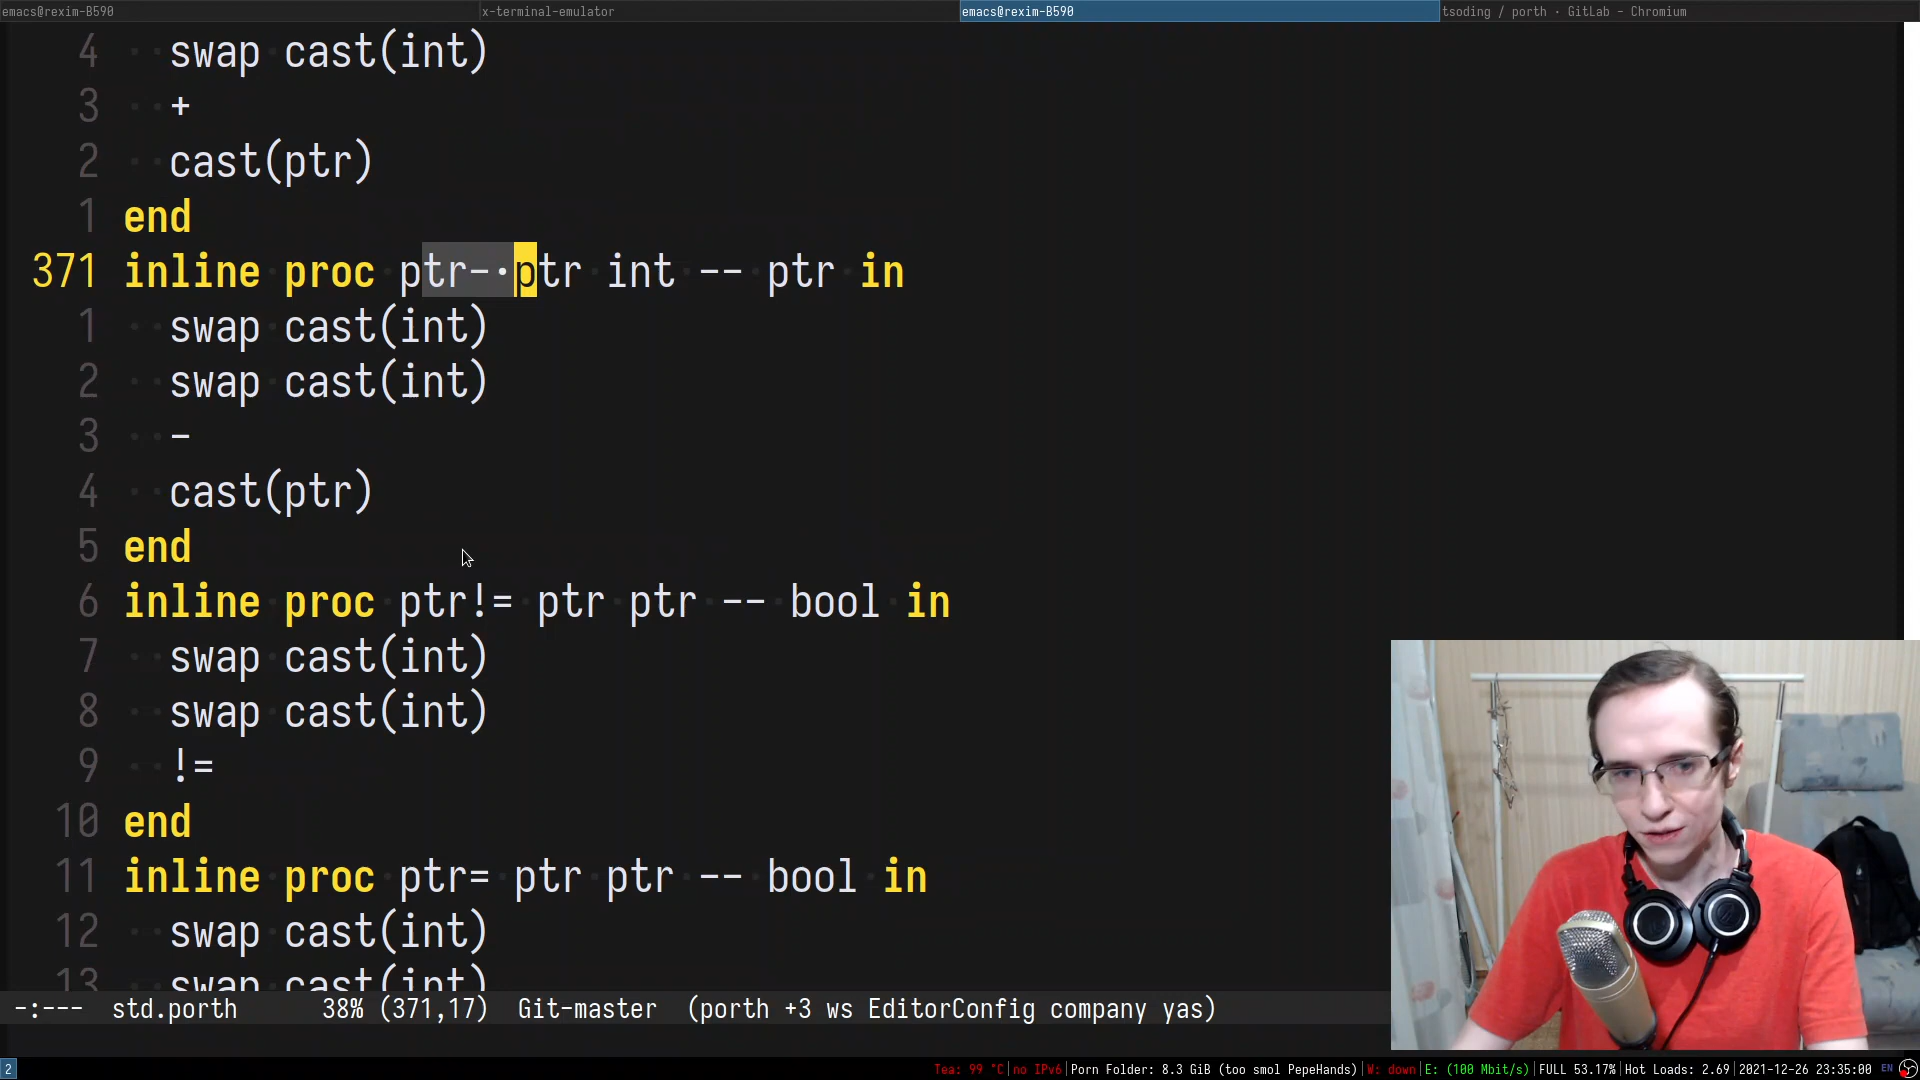 emacs@rexim-B590 x-terminal-emulator emacs@rexim-B590 tsoding / porth · GitLab - Chromium
4 swap cast(int)
3 +
2 cast(ptr)
1 end
371 inline proc ptr- ptr int -- ptr in
1 swap cast(int)
2 swap cast(int)
3 -
4 cast(ptr)
5 end
6 inline proc ptr!= ptr ptr -- bool in
7 swap cast(int)
8 swap cast(int)
9 !=
10 end
11 inline proc ptr= ptr ptr -- bool in
12 swap cast(int)
13 swap cast(int)
-:--- std.porth 38% (371,17) Git-master (porth +3 ws EditorConfig company yas)
2 Tea: 99 °C|no IPv6|Porn Folder: 8.3 GiB (too smol PepeHands)|W: down|E: (100 Mbit/s)|FULL 53.17%|Hot Loads: 2.69|2021-12-26 23:35:00 EN